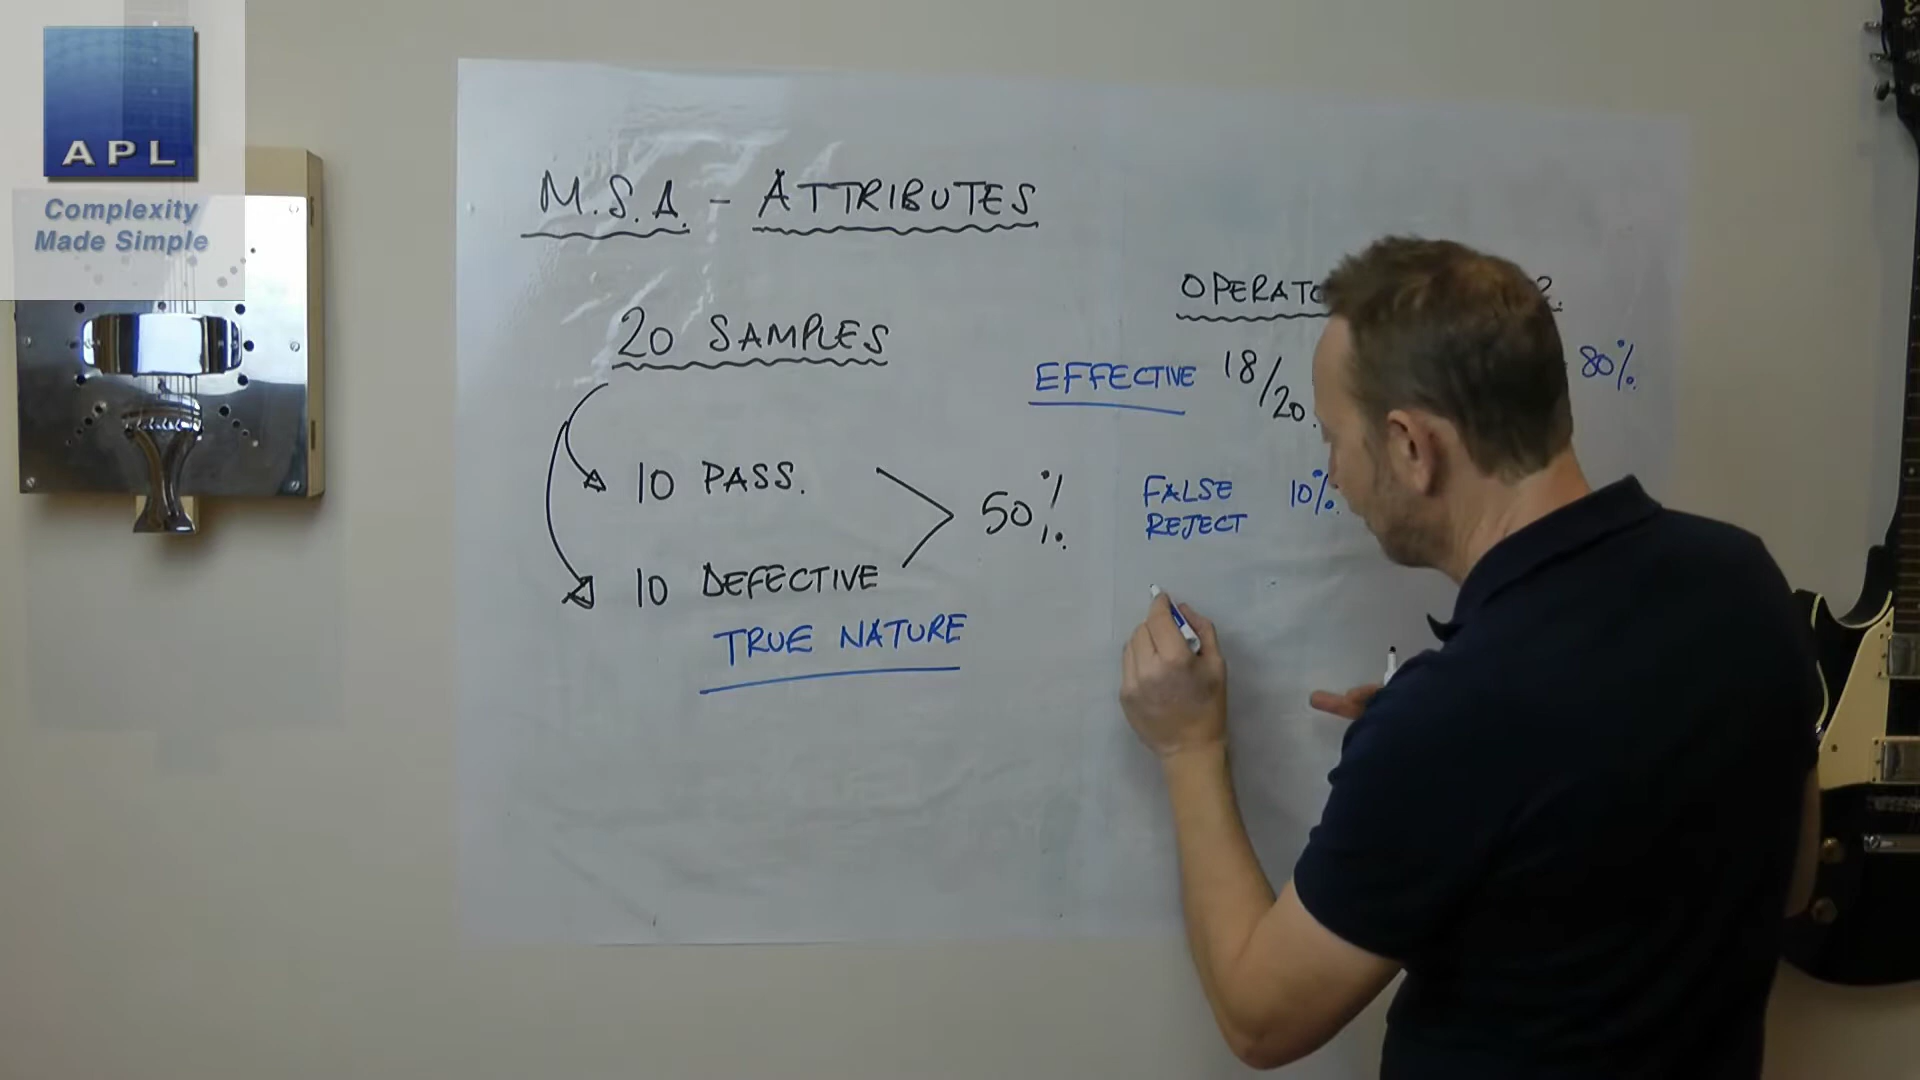 APL
Complexity
Made Simple
M.S.A. - ATTRIBUTES
20 SAMPLES
10 PASS.
10 DEFECTIVE
50%
TRUE NATURE
EFFECTIVE 18/20 80%
FALSE 10%
REJECT